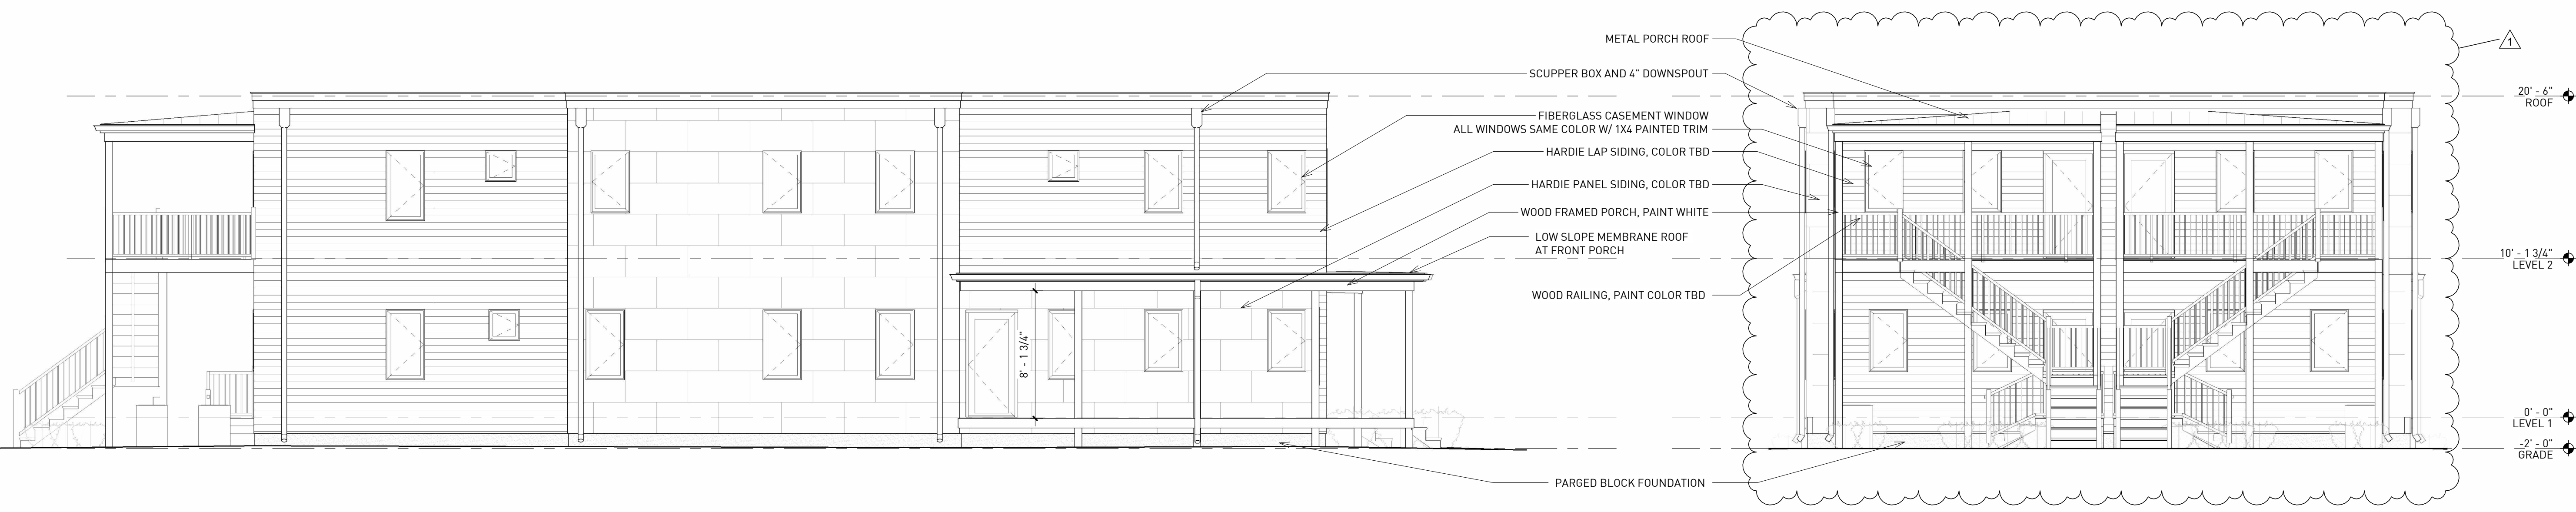 METAL PORCH ROOF
1
SCUPPER BOX AND 4" DOWNSPOUT
20' - 6"
ROOF
FIBERGLASS CASEMENT WINDOW
ALL WINDOWS SAME COLOR W/ 1X4 PAINTED TRIM
HARDIE LAP SIDING, COLOR TBD
HARDIE PANEL SIDING, COLOR TBD
WOOD FRAMED PORCH, PAINT WHITE
LOW SLOPE MEMBRANE ROOF
AT FRONT PORCH
10' - 1 3/4"
LEVEL 2
WOOD RAILING, PAINT COLOR TBD
8' - 1 3/4"
0' - 0"
LEVEL 1
-2' - 0"
GRADE
PARGED BLOCK FOUNDATION